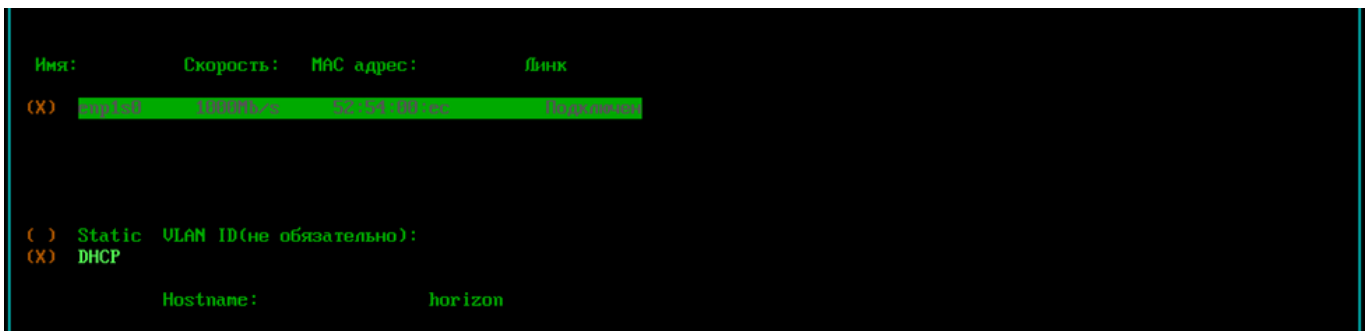 Имя: Скорость: MAC адрес: Линк
(X) enp1s0 1000Mb/s 52:54:00:ec Подключен
( ) Static VLAN ID(не обязательно):
(X) DHCP
Hostname: horizon